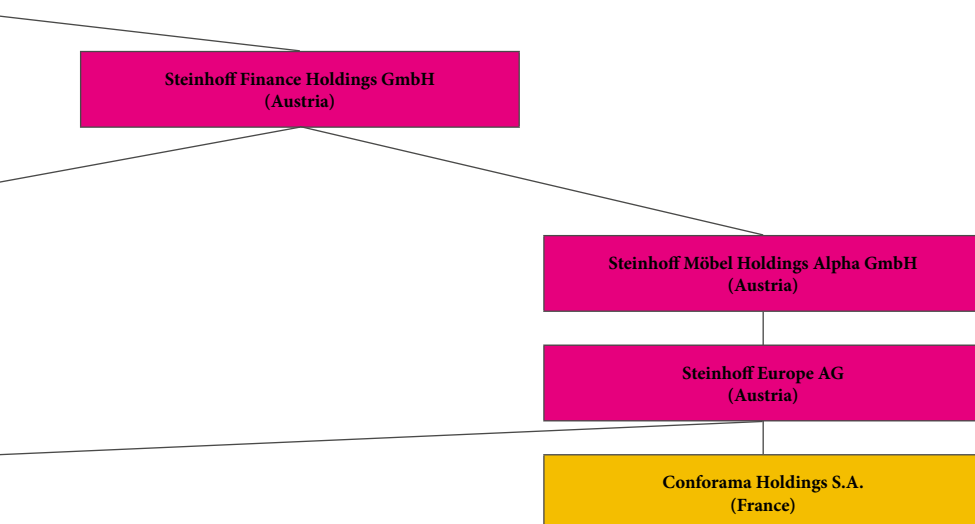 Steinhoff Finance Holdings GmbH
(Austria)
Steinhoff Möbel Holdings Alpha GmbH
(Austria)
Steinhoff Europe AG
(Austria)
Conforama Holdings S.A.
(France)